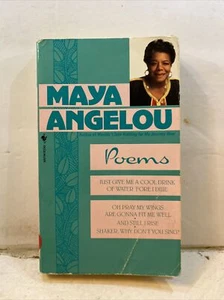 MAYA
ANGELOU
Poems
JUST GIVE ME A COOL DRINK
OF WATER 'FORE I DIIIE
OH PRAY MY WINGS
ARE GONNA FIT ME WELL
AND STILL I RISE
SHAKER, WHY DON'T YOU SING?